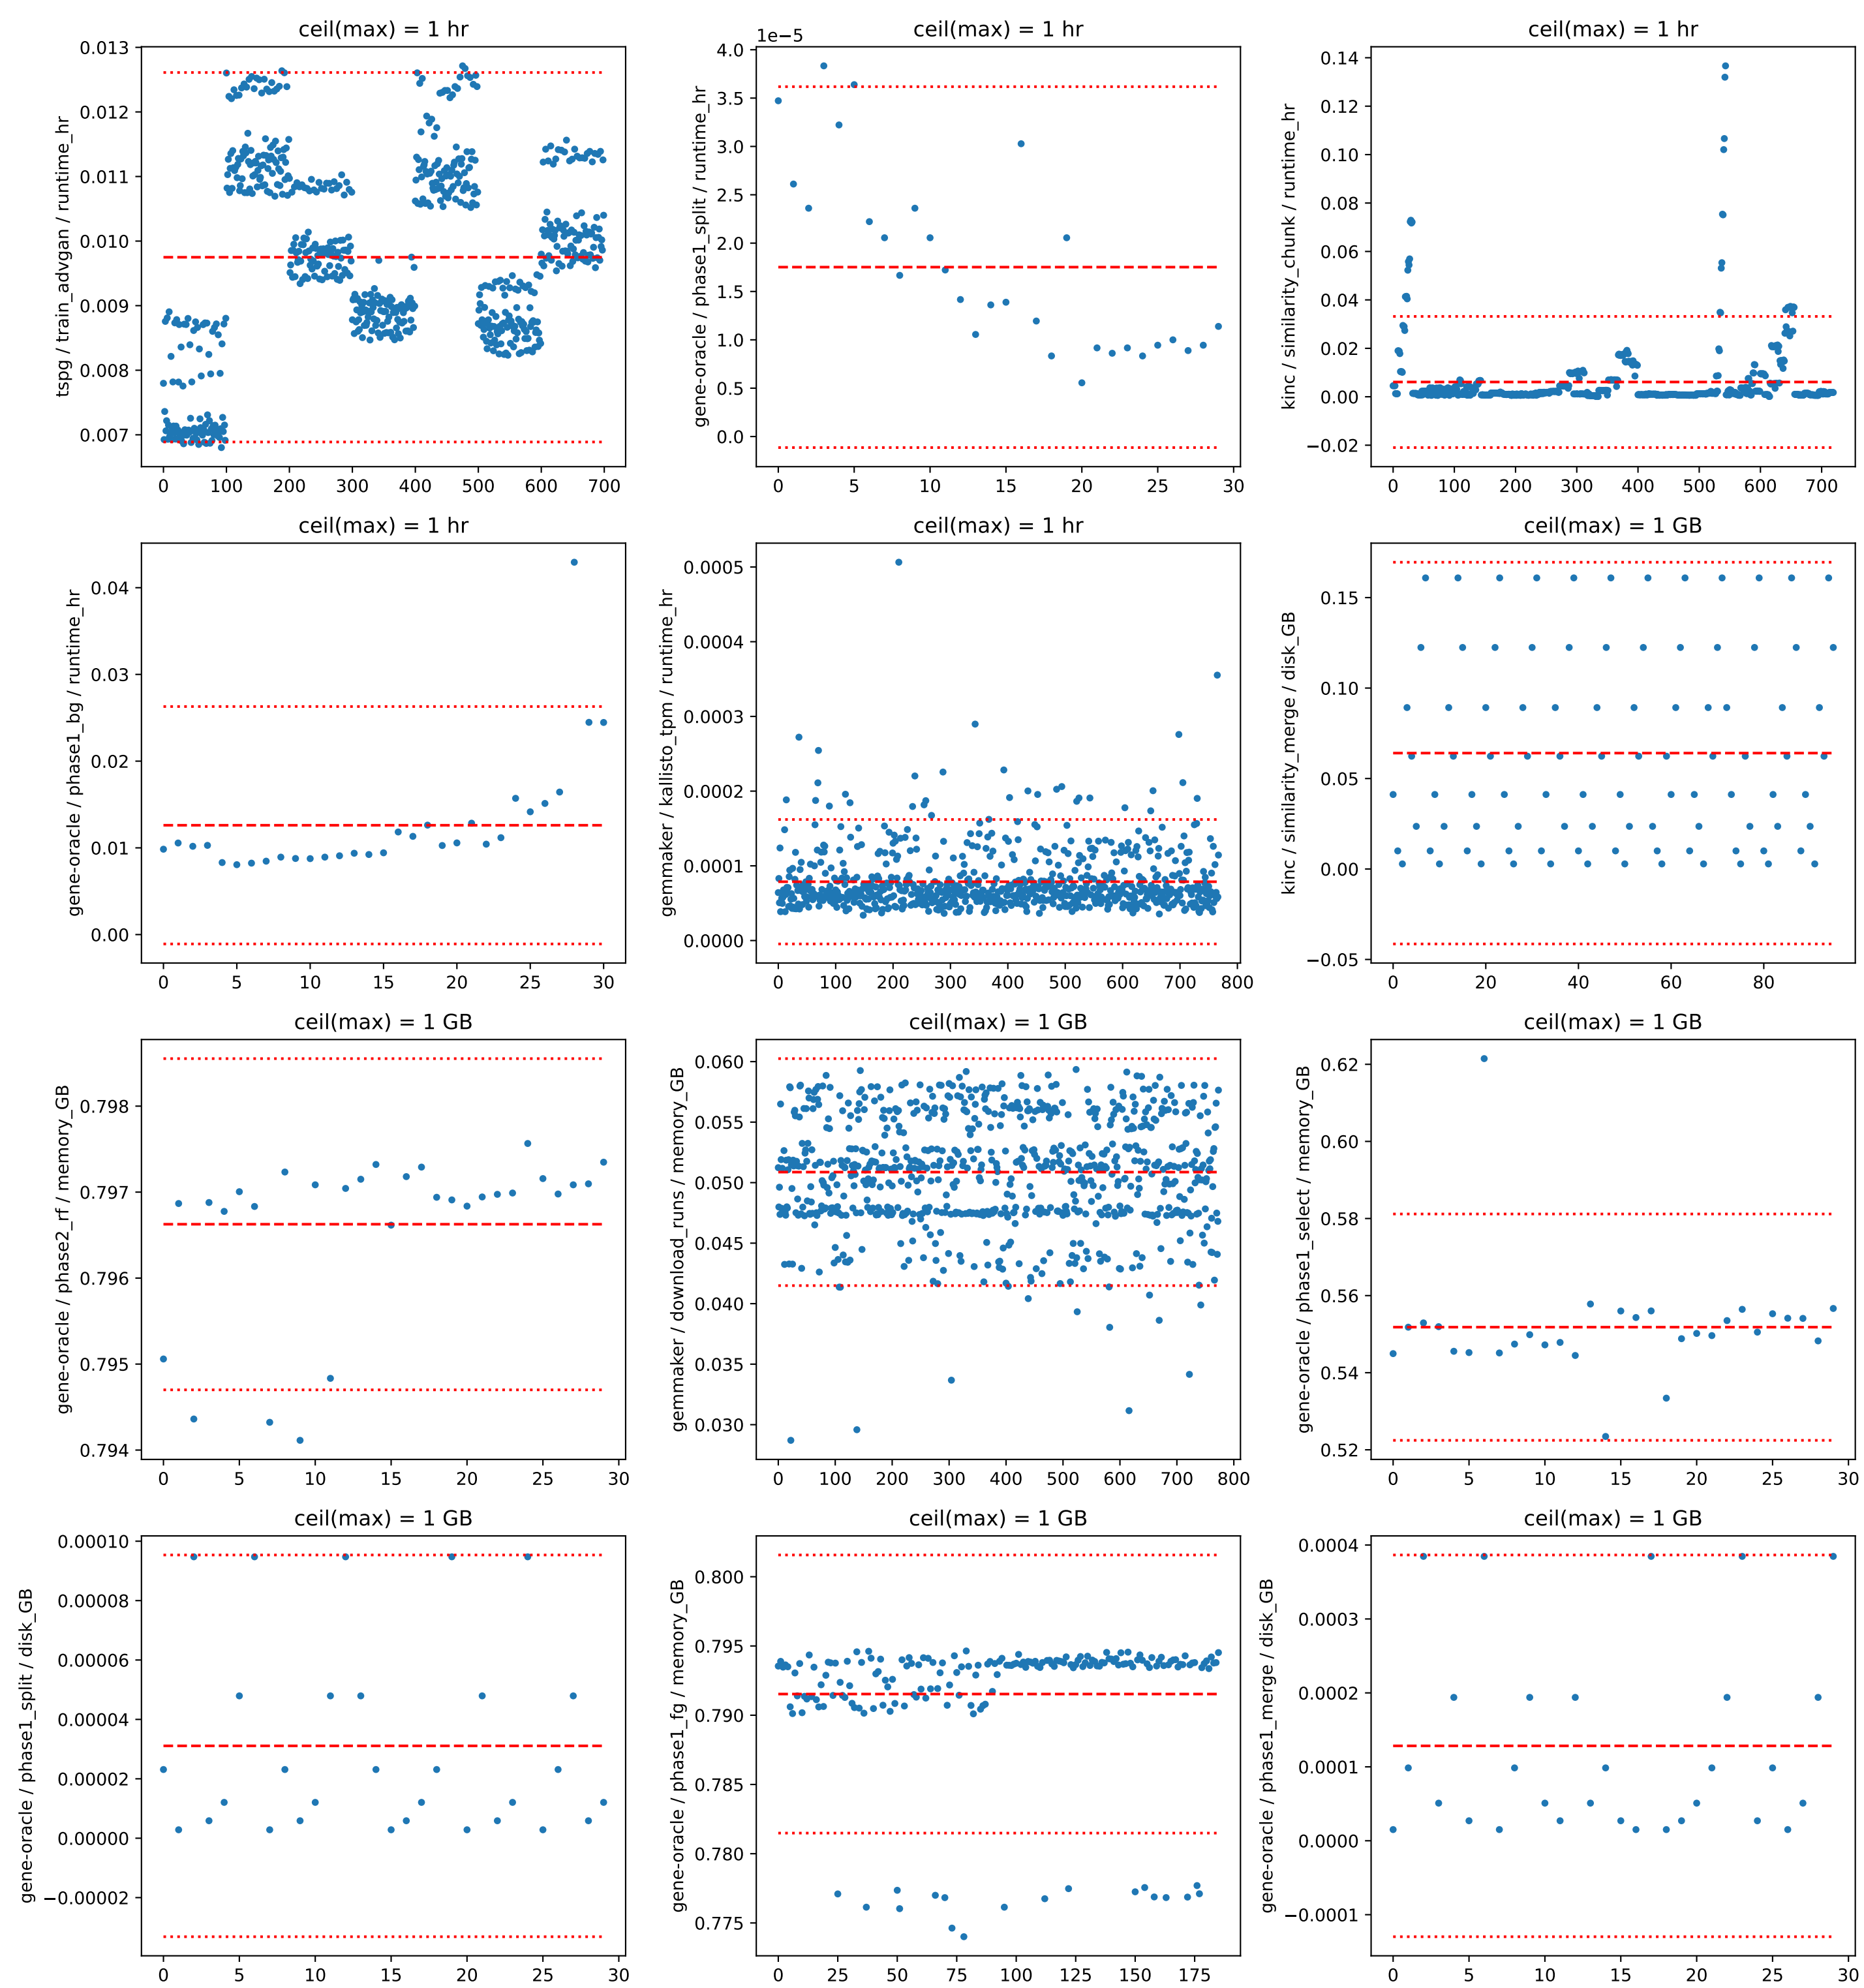 ceil(max) = 1 hr
tspg / train_advgan / runtime_hr
0.013
0.012
0.011
0.010
0.009
0.008
0.007
0 100 200 300 400 500 600 700
ceil(max) = 1 hr
1e−5
gene-oracle / phase1_split / runtime_hr
4.0
3.5
3.0
2.5
2.0
1.5
1.0
0.5
0.0
0 5 10 15 20 25 30
ceil(max) = 1 hr
kinc / similarity_chunk / runtime_hr
0.14
0.12
0.10
0.08
0.06
0.04
0.02
0.00
−0.02
0 100 200 300 400 500 600 700
ceil(max) = 1 hr
gene-oracle / phase1_bg / runtime_hr
0.04
0.03
0.02
0.01
0.00
0 5 10 15 20 25 30
ceil(max) = 1 hr
gemmaker / kallisto_tpm / runtime_hr
0.0005
0.0004
0.0003
0.0002
0.0001
0.0000
0 100 200 300 400 500 600 700 800
ceil(max) = 1 GB
kinc / similarity_merge / disk_GB
0.15
0.10
0.05
0.00
−0.05
0 20 40 60 80
ceil(max) = 1 GB
gene-oracle / phase2_rf / memory_GB
0.798
0.797
0.796
0.795
0.794
0 5 10 15 20 25 30
ceil(max) = 1 GB
gemmaker / download_runs / memory_GB
0.060
0.055
0.050
0.045
0.040
0.035
0.030
0 100 200 300 400 500 600 700 800
ceil(max) = 1 GB
gene-oracle / phase1_select / memory_GB
0.62
0.60
0.58
0.56
0.54
0.52
0 5 10 15 20 25 30
ceil(max) = 1 GB
gene-oracle / phase1_split / disk_GB
0.00010
0.00008
0.00006
0.00004
0.00002
0.00000
−0.00002
0 5 10 15 20 25 30
ceil(max) = 1 GB
gene-oracle / phase1_fg / memory_GB
0.800
0.795
0.790
0.785
0.780
0.775
0 25 50 75 100 125 150 175
ceil(max) = 1 GB
gene-oracle / phase1_merge / disk_GB
0.0004
0.0003
0.0002
0.0001
0.0000
−0.0001
0 5 10 15 20 25 30